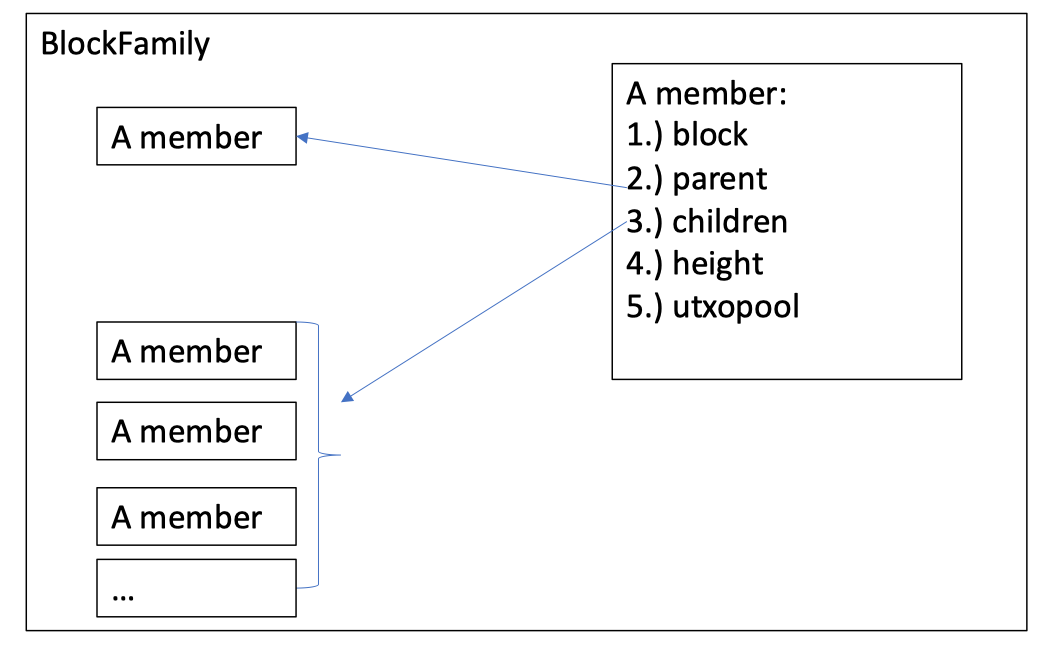 BlockFamily
A member
A member:
1.) block
2.) parent
3.) children
4.) height
5.) utxopool
A member
A member
A member
...